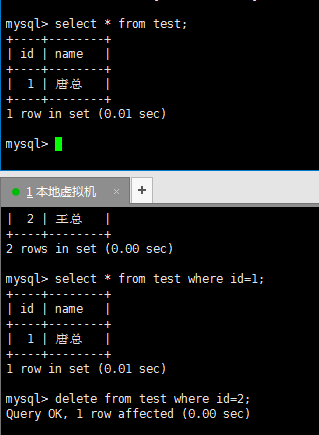 mysql> select * from test;
+----+--------+
| id | name   |
+----+--------+
|  1 | 唐总   |
+----+--------+
1 row in set (0.01 sec)
mysql>
1 本地虚拟机 × +
|  2 | 王总   |
+----+--------+
2 rows in set (0.00 sec)
mysql> select * from test where id=1;
+----+--------+
| id | name   |
+----+--------+
|  1 | 唐总   |
+----+--------+
1 row in set (0.01 sec)
mysql> delete from test where id=2;
Query OK, 1 row affected (0.00 sec)